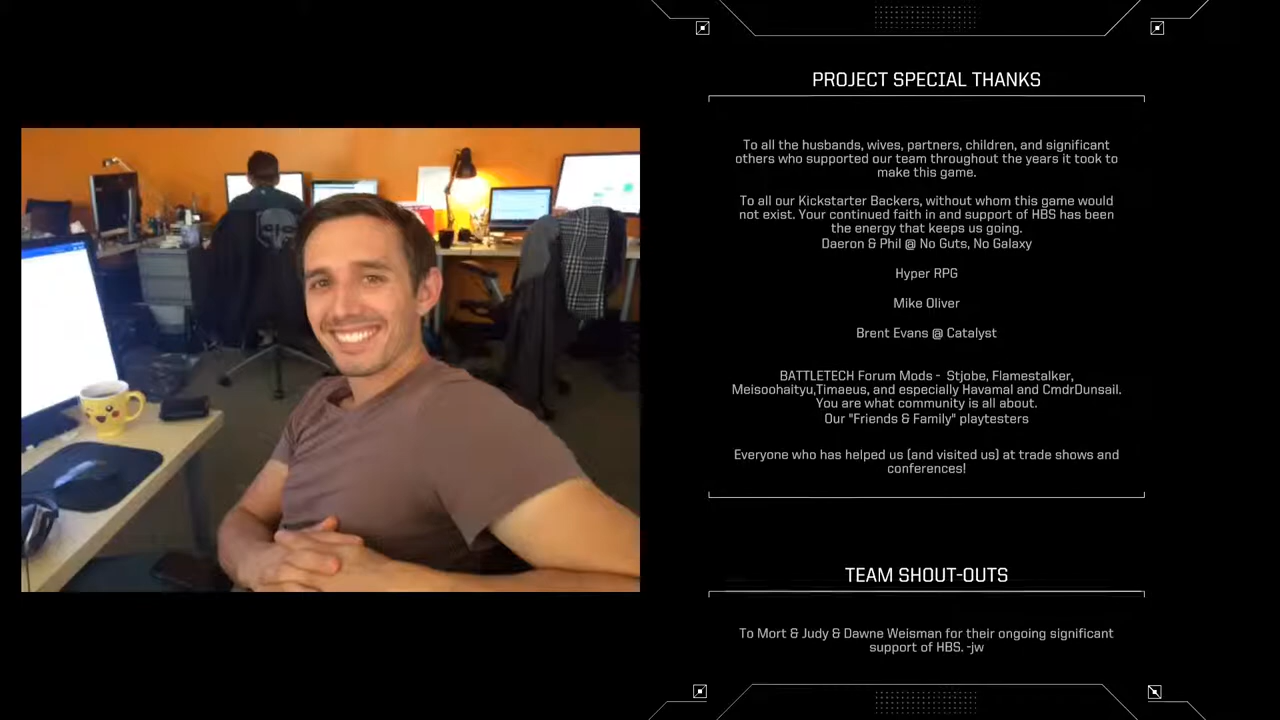 PROJECT SPECIAL THANKS
To all the husbands, wives, partners, children, and significant
others who supported our team throughout the years it took to
make this game.
To all our Kickstarter Backers, without whom this game would
not exist. Your continued faith in and support of HBS has been
the energy that keeps us going.
Daeron & Phil @ No Guts, No Galaxy
Hyper RPG
Mike Oliver
Brent Evans @ Catalyst
BATTLETECH Forum Mods - Stjobe, Flamestalker,
Meisoohaityu,Timaeus, and especially Havamal and CmdrDunsail.
You are what community is all about.
Our "Friends & Family" playtesters
Everyone who has helped us (and visited us) at trade shows and
conferences!
TEAM SHOUT-OUTS
To Mort & Judy & Dawne Weisman for their ongoing significant
support of HBS. -jw